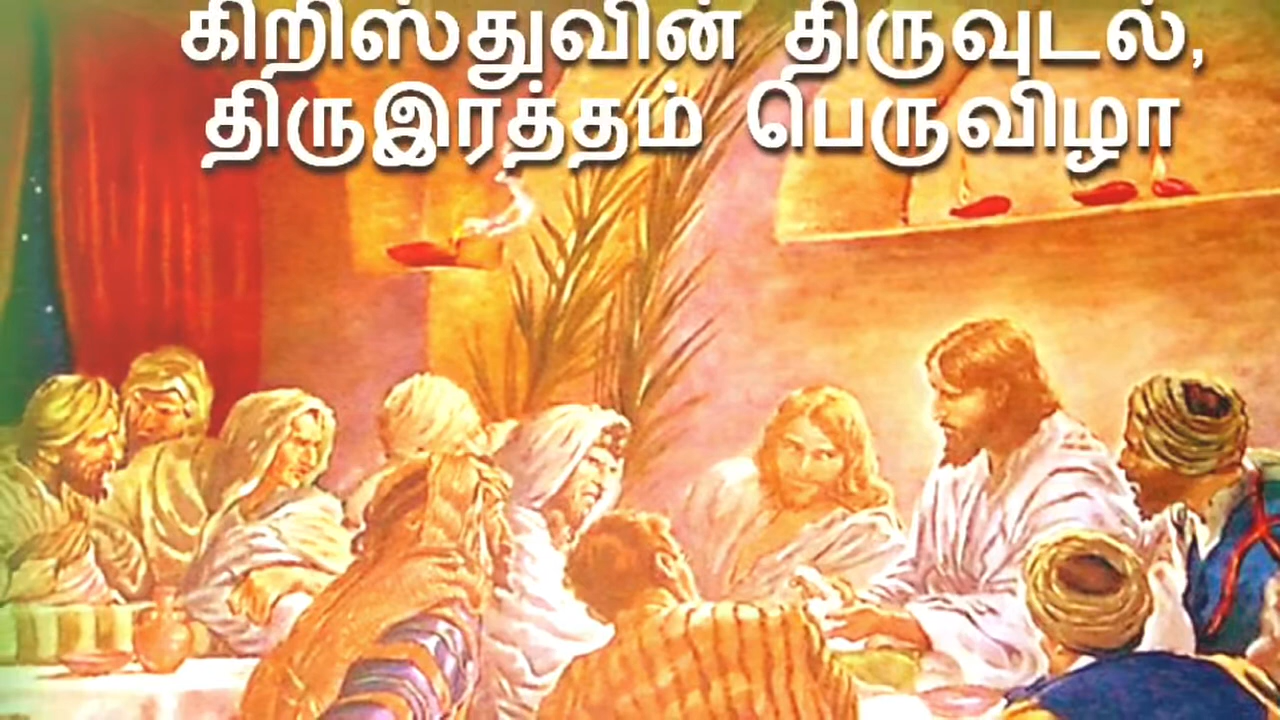 கிறிஸ்துவின் திருவுடல்,
திருஇரத்தம் பெருவிழா